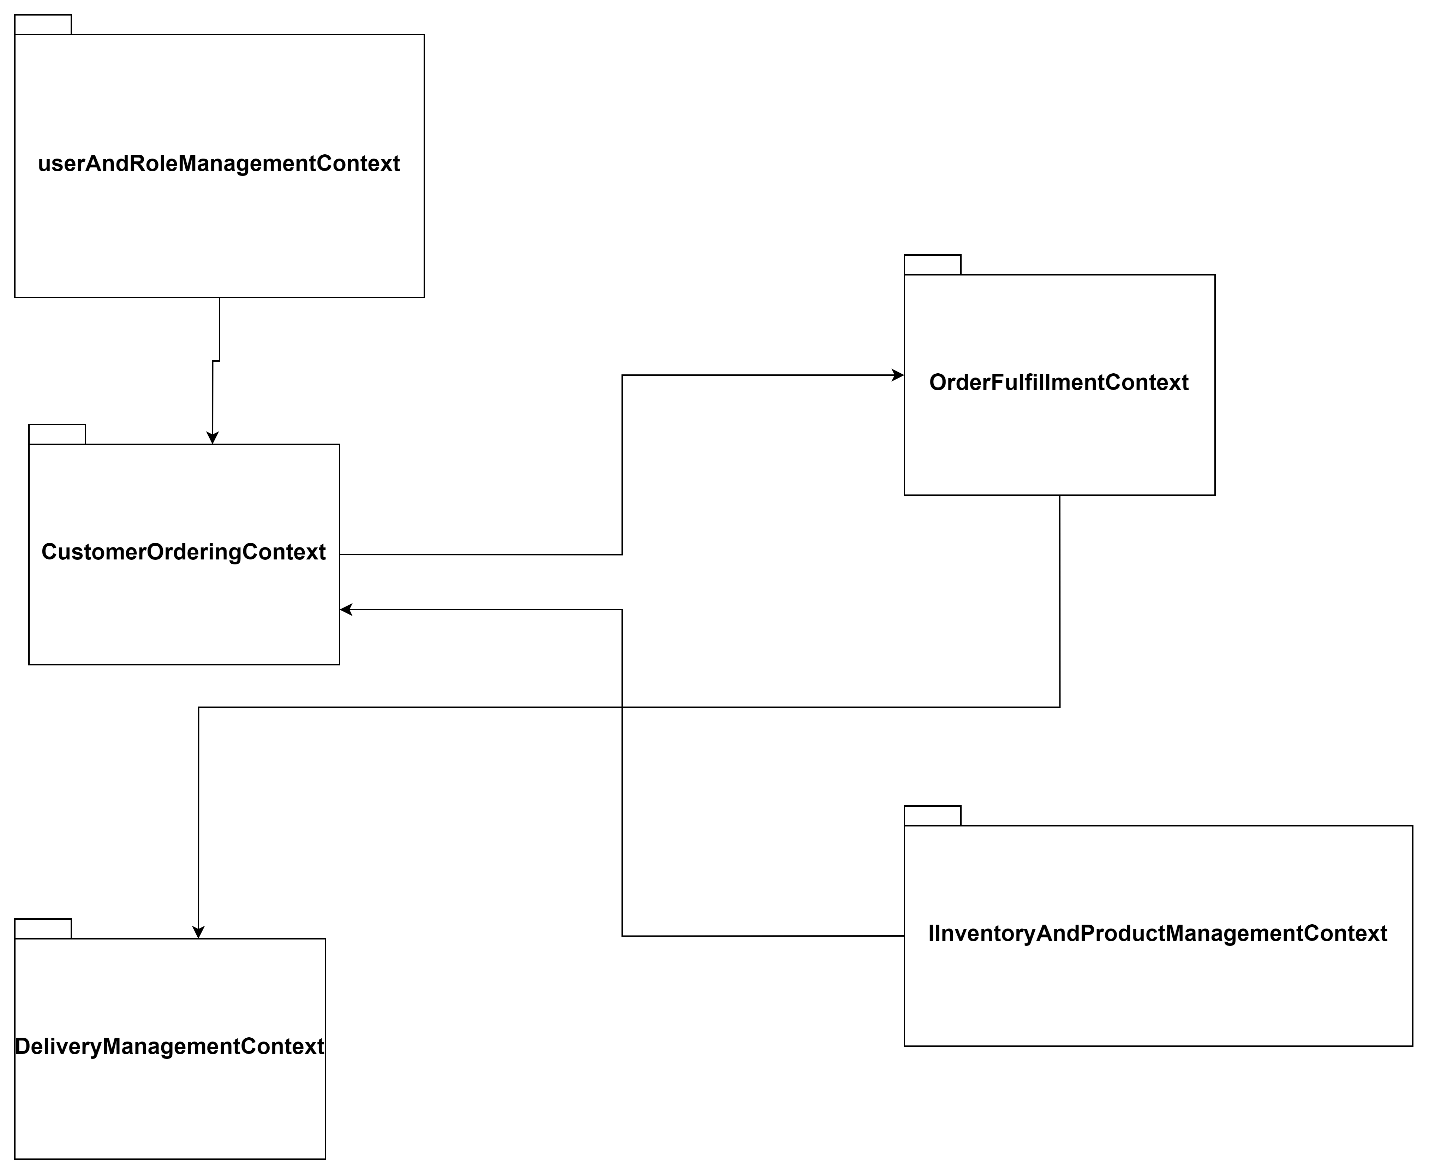 userAndRoleManagementContext
OrderFulfillmentContext
CustomerOrderingContext
IInventoryAndProductManagementContext
DeliveryManagementContext